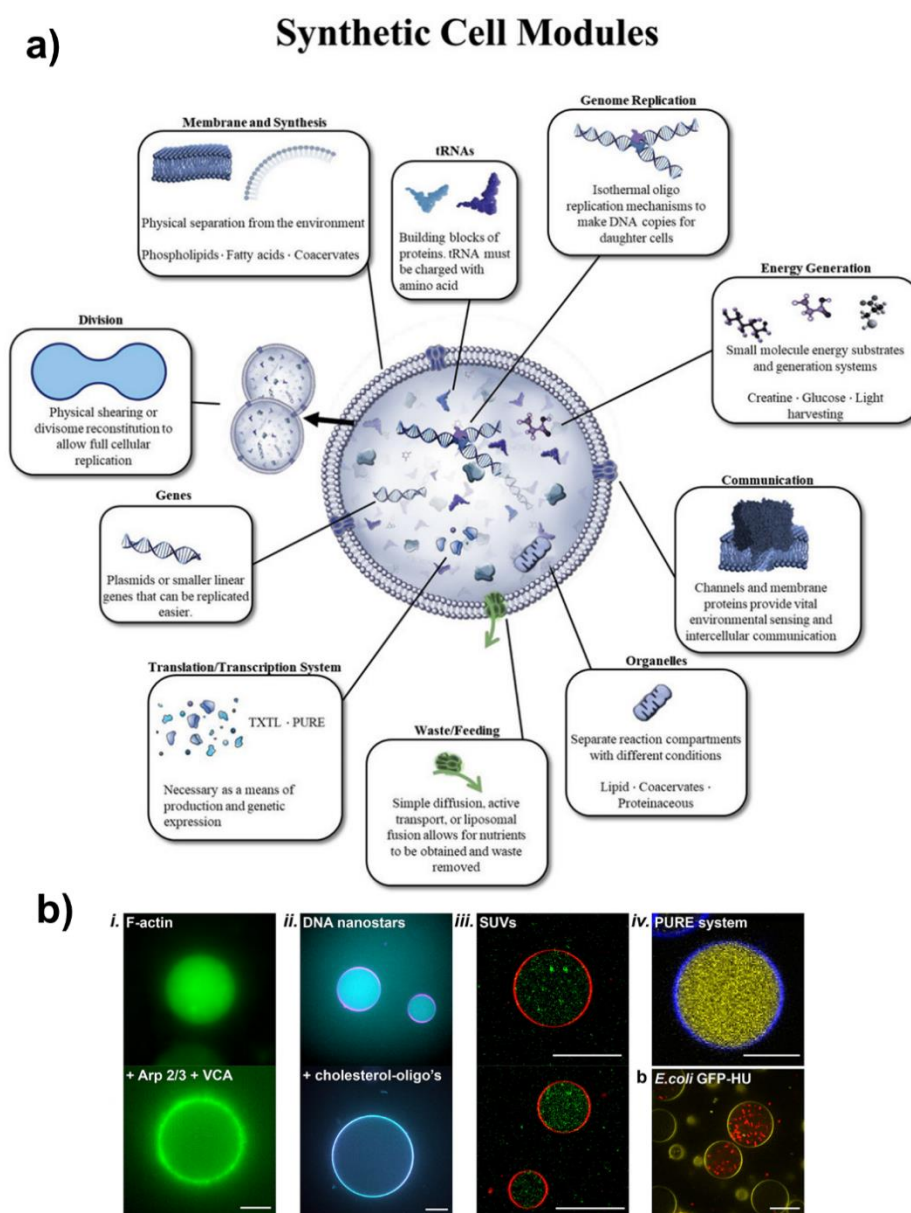 a)
Synthetic Cell Modules
Membrane and Synthesis
Physical separation from the environment
Phospholipids · Fatty acids · Coacervates
tRNAs
Building blocks of
proteins. tRNA must
be charged with
amino acid
Genome Replication
Isothermal oligo
replication mechanisms to
make DNA copies for
daughter cells
Energy Generation
Small molecule energy substrates
and generation systems
Creatine · Glucose · Light
harvesting
Division
Physical shearing or
divisome reconstitution to
allow full cellular
replication
Communication
Channels and membrane
proteins provide vital
environmental sensing and
intercellular communication
Genes
Plasmids or smaller linear
genes that can be replicated
easier.
Translation/Transcription System
TXTL · PURE
Necessary as a means of
production and genetic
expression
Waste/Feeding
Simple diffusion, active
transport, or liposomal
fusion allows for nutrients
to be obtained and waste
removed
Organelles
Separate reaction compartments
with different conditions
Lipid · Coacervates ·
Proteinaceous
b)
i. F-actin
+ Arp 2/3 + VCA
ii. DNA nanostars
+ cholesterol-oligo's
iii. SUVs
iv. PURE system
b E.coli GFP-HU